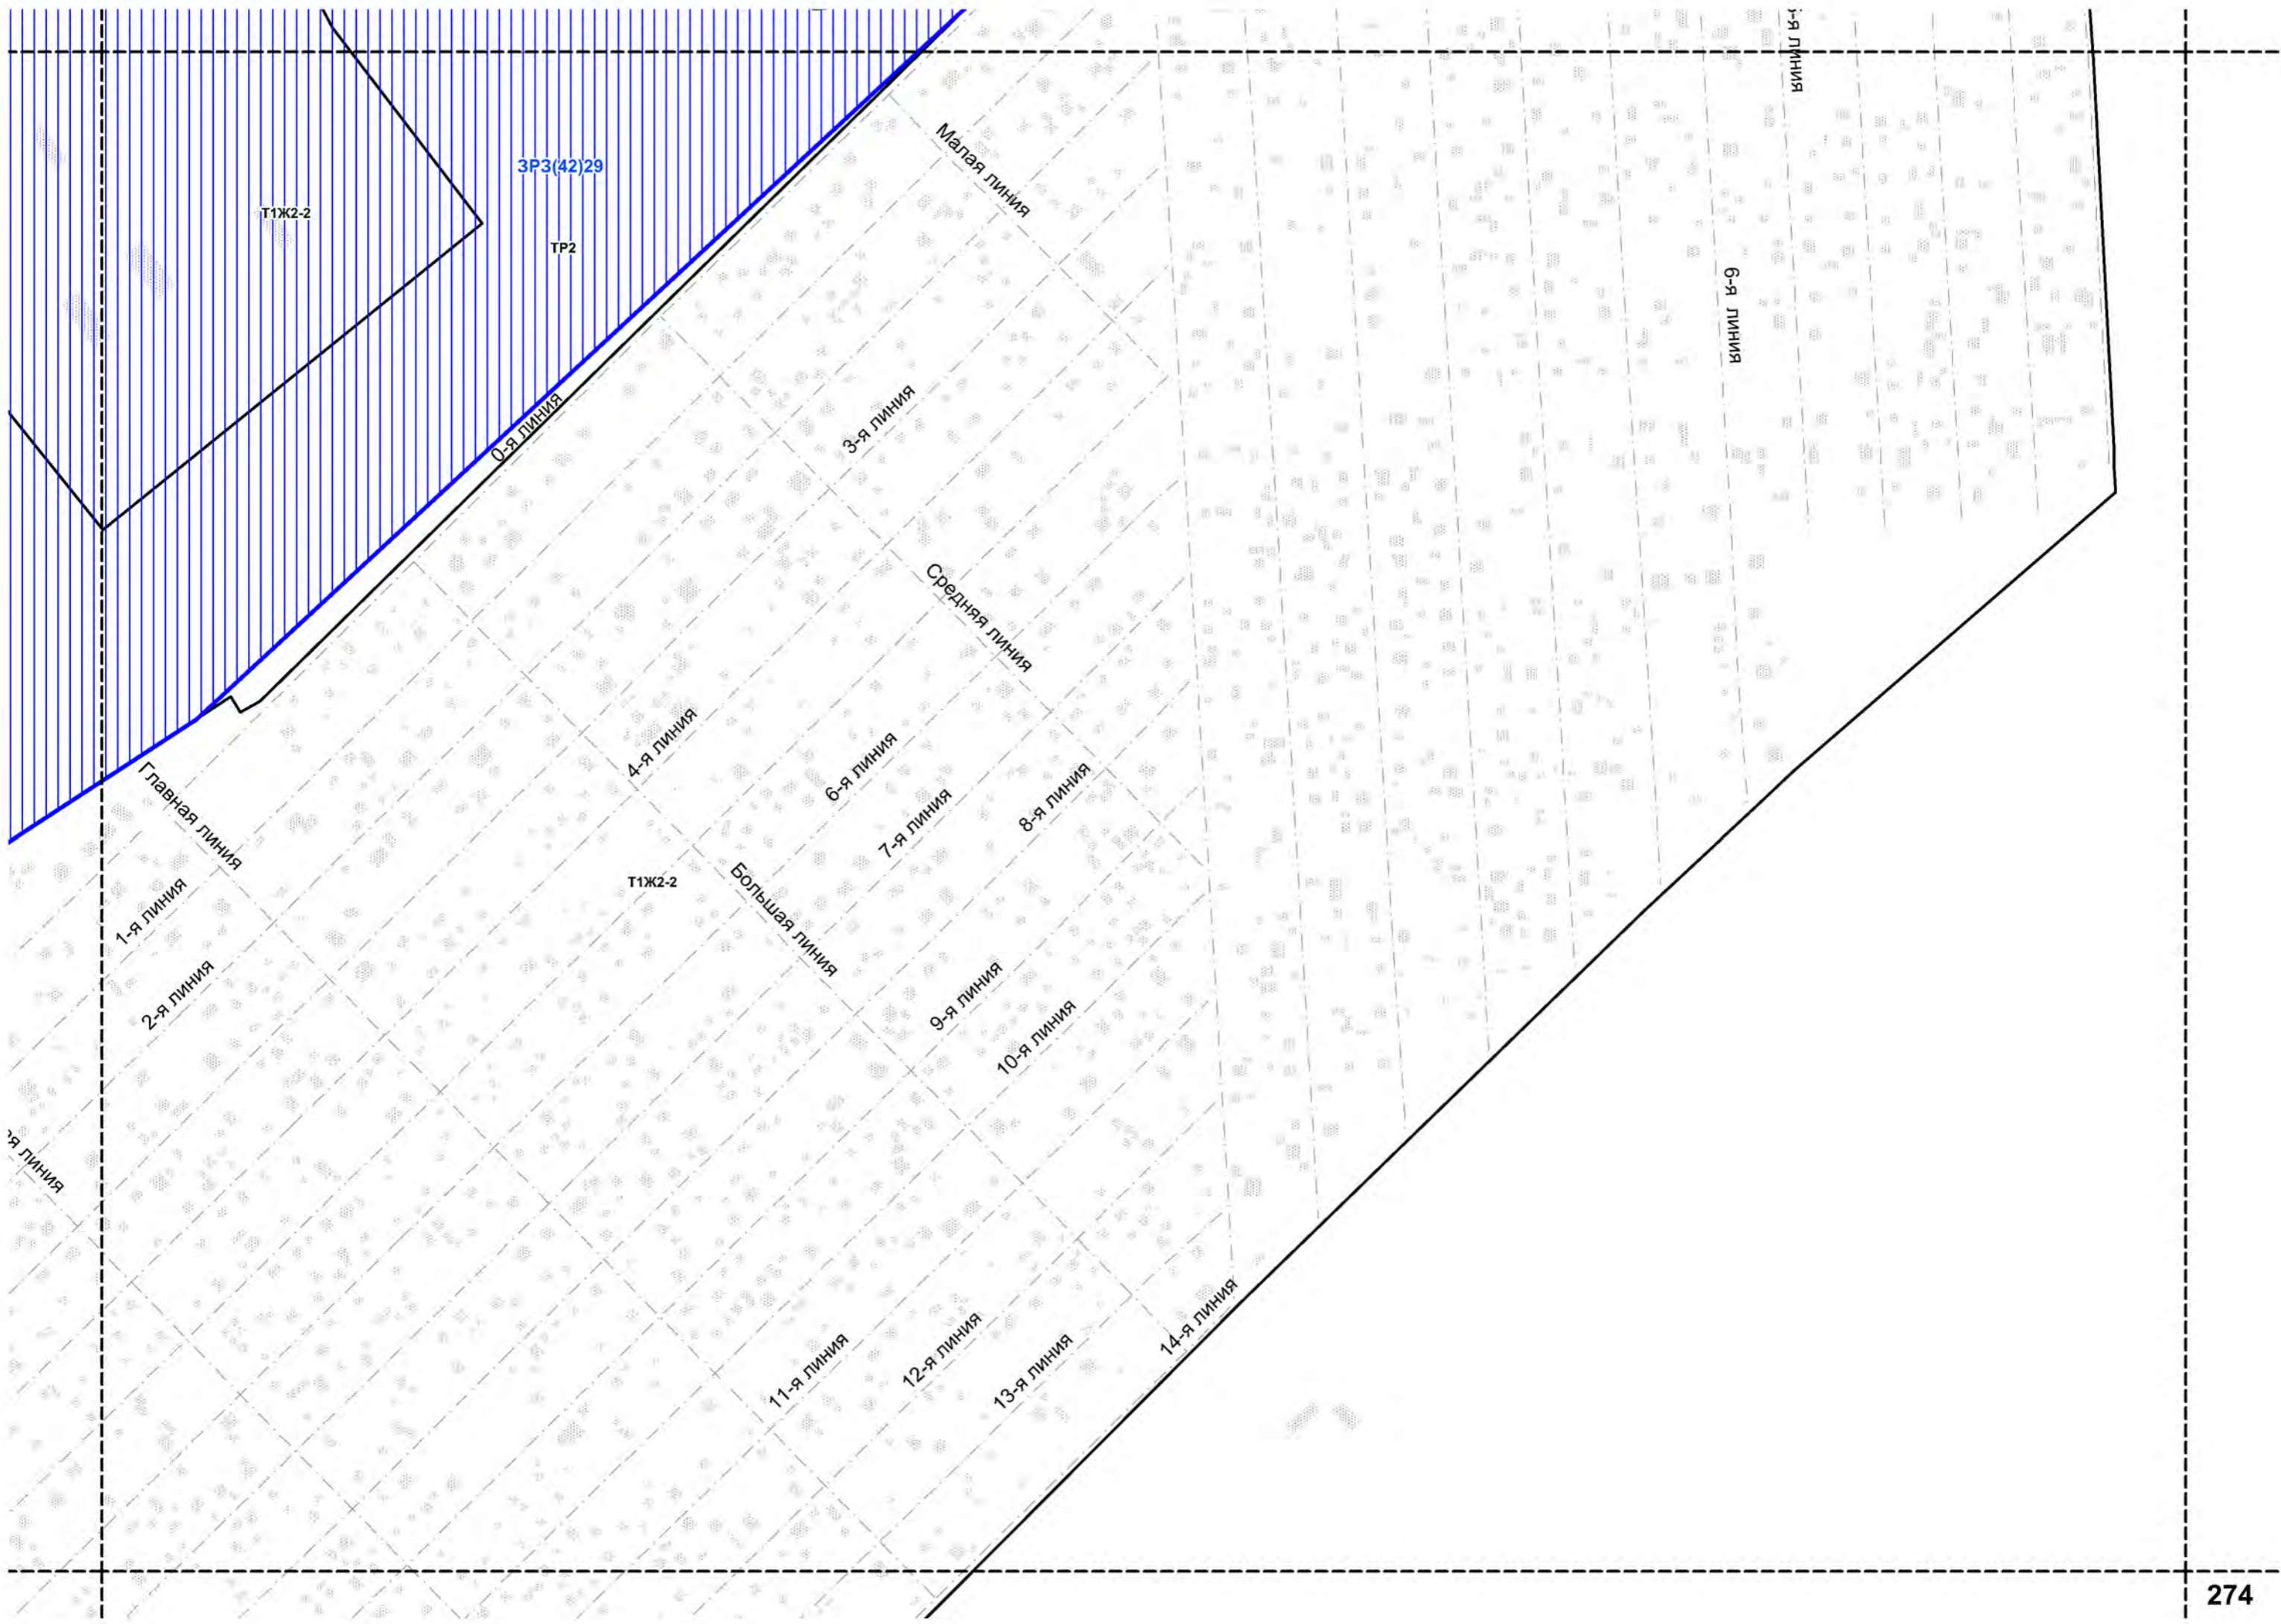 ЗРЗ(42)29
Т1Ж2-2
ТР2
Малая линия
6-я линия
0-я линия
3-я линия
Средняя линия
4-я линия
6-я линия
7-я линия
8-я линия
Главная линия
1-я линия
2-я линия
Т1Ж2-2
Большая линия
9-я линия
10-я линия
линия
11-я линия
12-я линия
13-я линия
14-я линия
линия
274